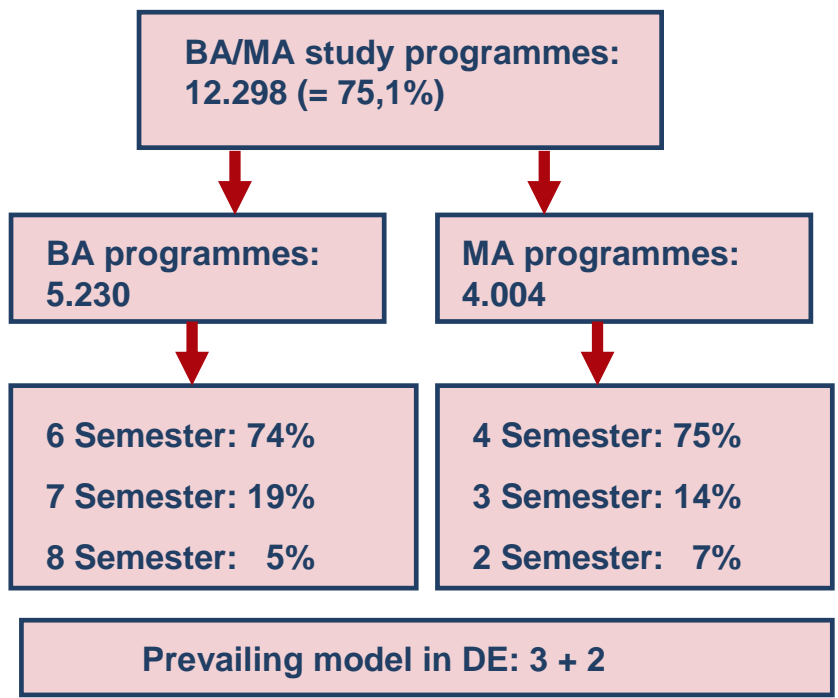 BA/MA study programmes:
12.298 (= 75,1%)
BA programmes:
5.230
MA programmes:
4.004
6 Semester: 74%
7 Semester: 19%
8 Semester: 5%
4 Semester: 75%
3 Semester: 14%
2 Semester: 7%
Prevailing model in DE: 3 + 2